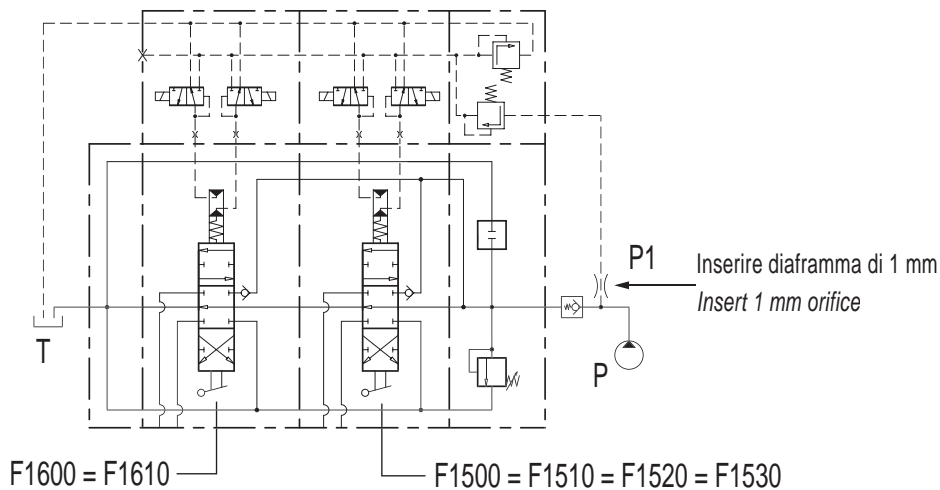 P1
Inserire diaframma di 1 mm
Insert 1 mm orifice
T
P
F1600 = F1610
F1500 = F1510 = F1520 = F1530